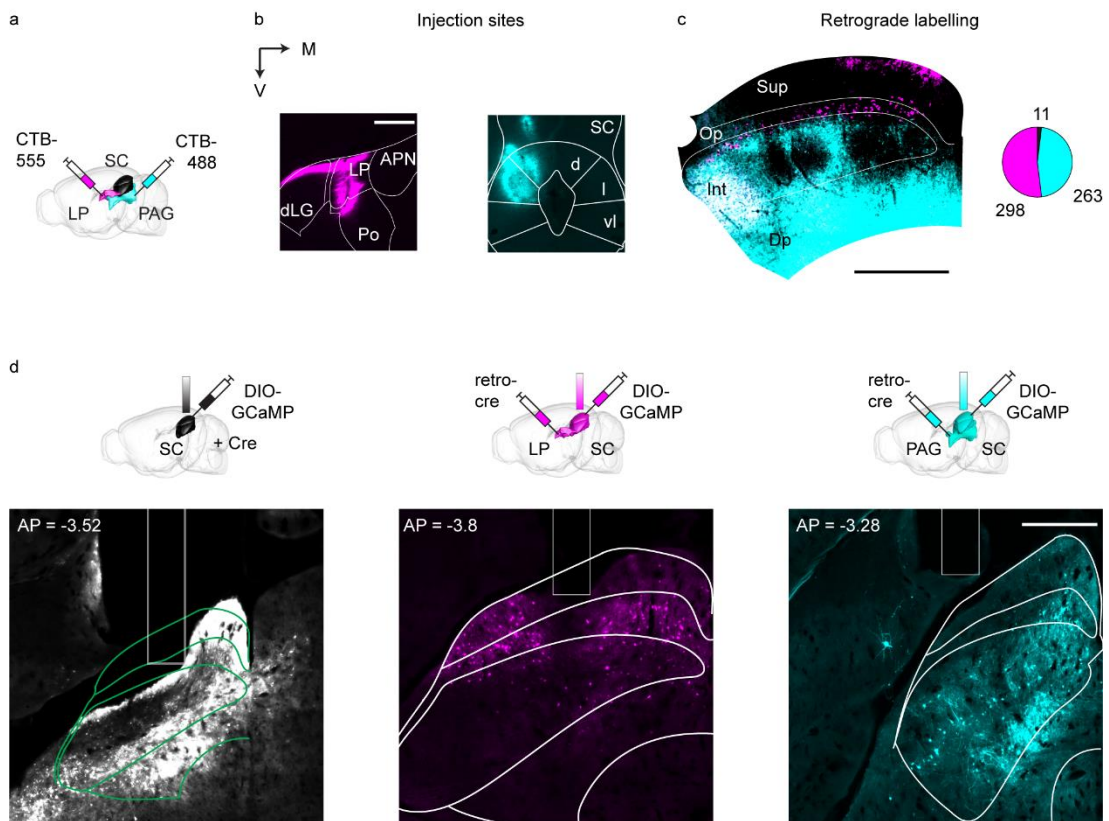 a
b
Injection sites
c
Retrograde labelling
M
V
CTB-
555
SC
CTB-
488
LP
PAG
LP
APN
dLG
Po
SC
d
l
vl
Sup
Op
Int
Dp
11
298
263
d
DIO-
GCaMP
SC
+ Cre
retro-
cre
DIO-
GCaMP
LP
SC
retro-
cre
DIO-
GCaMP
PAG
SC
AP = -3.52
AP = -3.8
AP = -3.28